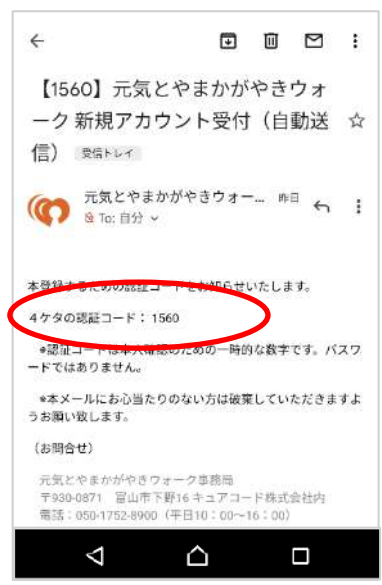 【1560】元気とやまかがやきウォ
ーク 新規アカウント受付（自動送
信） 受信トレイ
元気とやまかがやきウォー... 昨日
To: 自分
本登録するための認証コードをお知らせいたします。
４ケタの認証コード： 1560
*認証コードは本人確認のための一時的な数字です。パスワ
ードではありません。
*本メールにお心当たりのない方は破棄していただきますよ
うお願い致します。
（お問合せ）
元気とやまかがやきウォーク事務局
〒930-0871 富山市下野16 キュアコード株式会社内
電話：050-1752-8900（平日10：00～16：00）